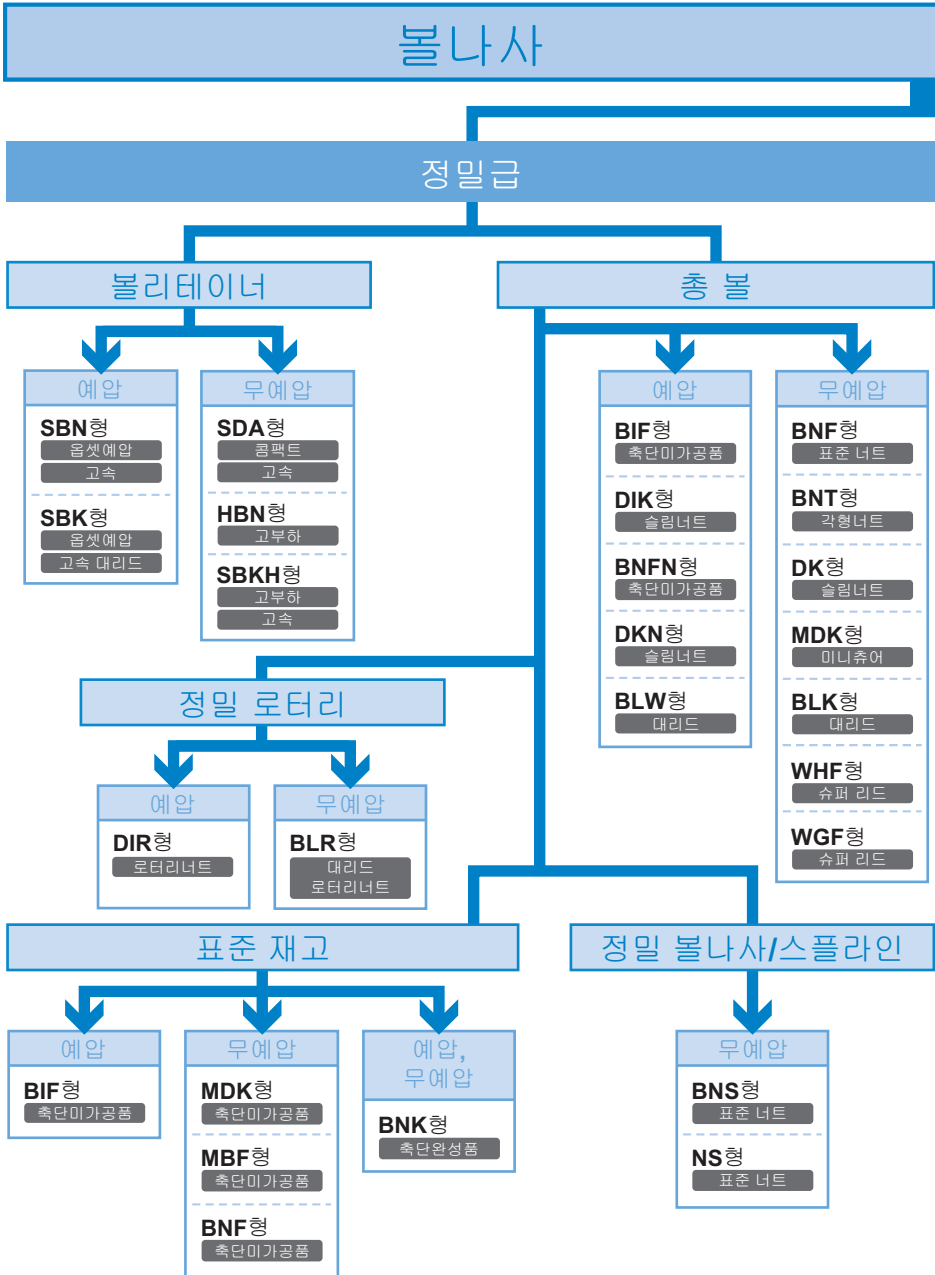 볼나사
정밀급
볼리테이너
예압
SBN형
옵셋예압
고속
SBK형
옵셋예압
고속 대리드
무예압
SDA형
콤팩트
고속
HBN형
고부하
SBKH형
고부하
고속
총 볼
예압
BIF형
축단미가공품
DIK형
슬림너트
BNFN형
축단미가공품
DKN형
슬림너트
BLW형
대리드
무예압
BNF형
표준 너트
BNT형
각형너트
DK형
슬림너트
MDK형
미니츄어
BLK형
대리드
WHF형
슈퍼 리드
WGF형
슈퍼 리드
정밀 로터리
예압
DIR형
로터리너트
무예압
BLR형
대리드
로터리너트
표준 재고
예압
BIF형
축단미가공품
무예압
MDK형
축단미가공품
MBF형
축단미가공품
BNF형
축단미가공품
예압,
무예압
BNK형
축단완성품
정밀 볼나사/스플라인
무예압
BNS형
표준 너트
NS형
표준 너트